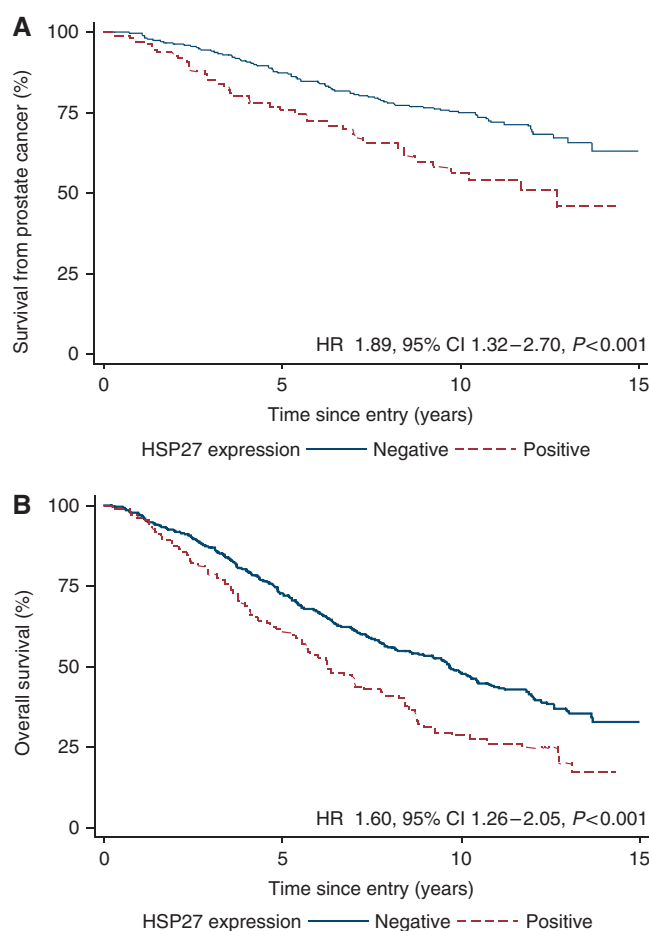 A
Survival from prostate cancer (%)
100
75
50
25
0
HR 1.89, 95% CI 1.32–2.70, P<0.001
0 5 10 15
Time since entry (years)
HSP27 expression Negative Positive
B
Overall survival (%)
100
75
50
25
0
HR 1.60, 95% CI 1.26–2.05, P<0.001
0 5 10 15
Time since entry (years)
HSP27 expression Negative Positive